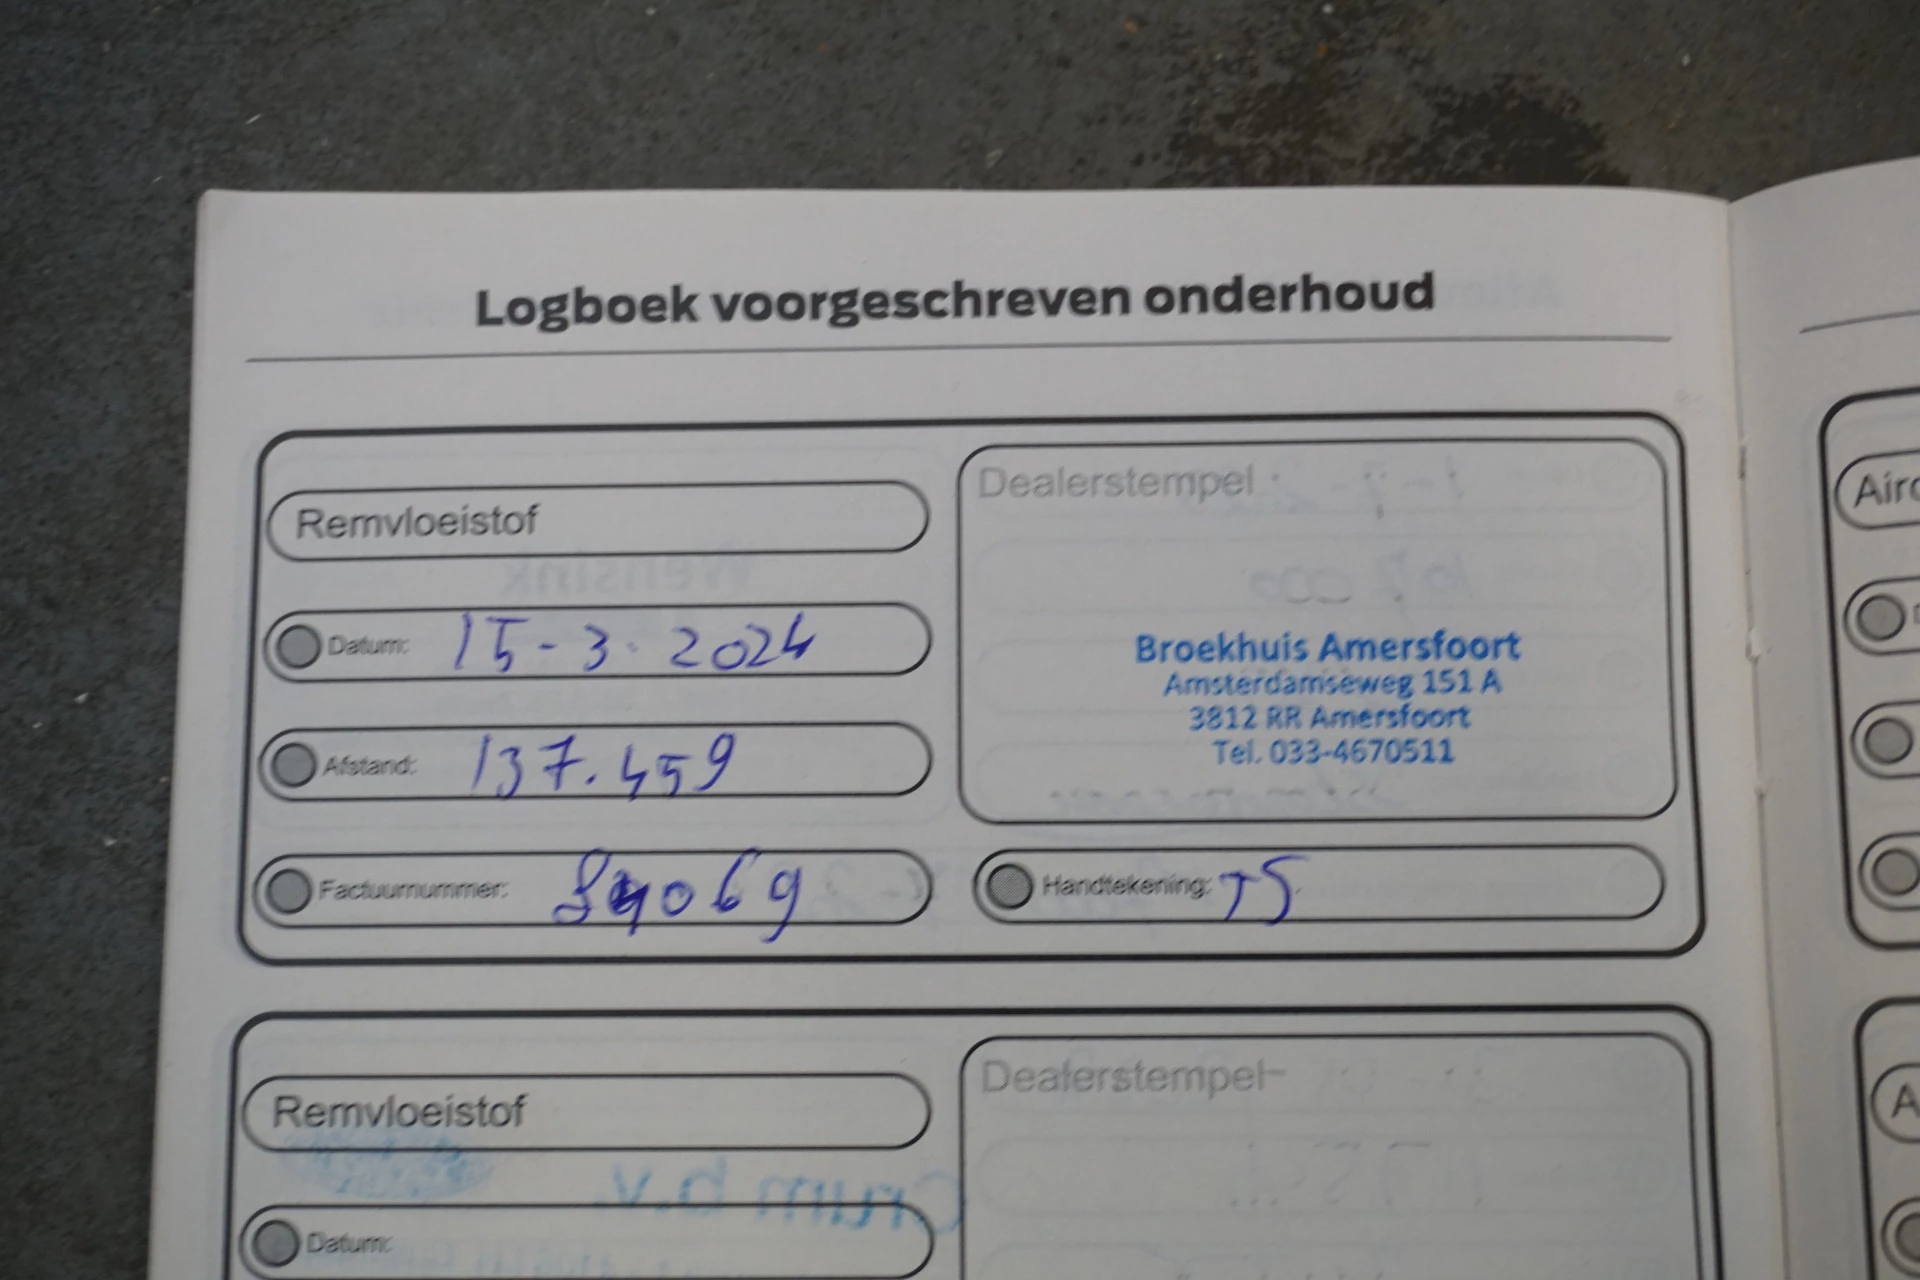 Logboek voorgeschreven onderhoud
Remvloeistof
Datum: 15-3-2024
Afstand: 137.459
Factuurnummer:
Dealerstempel
Broekhuis Amersfoort
Amsterdamseweg 151 A
3812 RR Amersfoort
Tel. 033-4670511
Handtekening: TS
Remvloeistof
Datum:
Dealerstempel